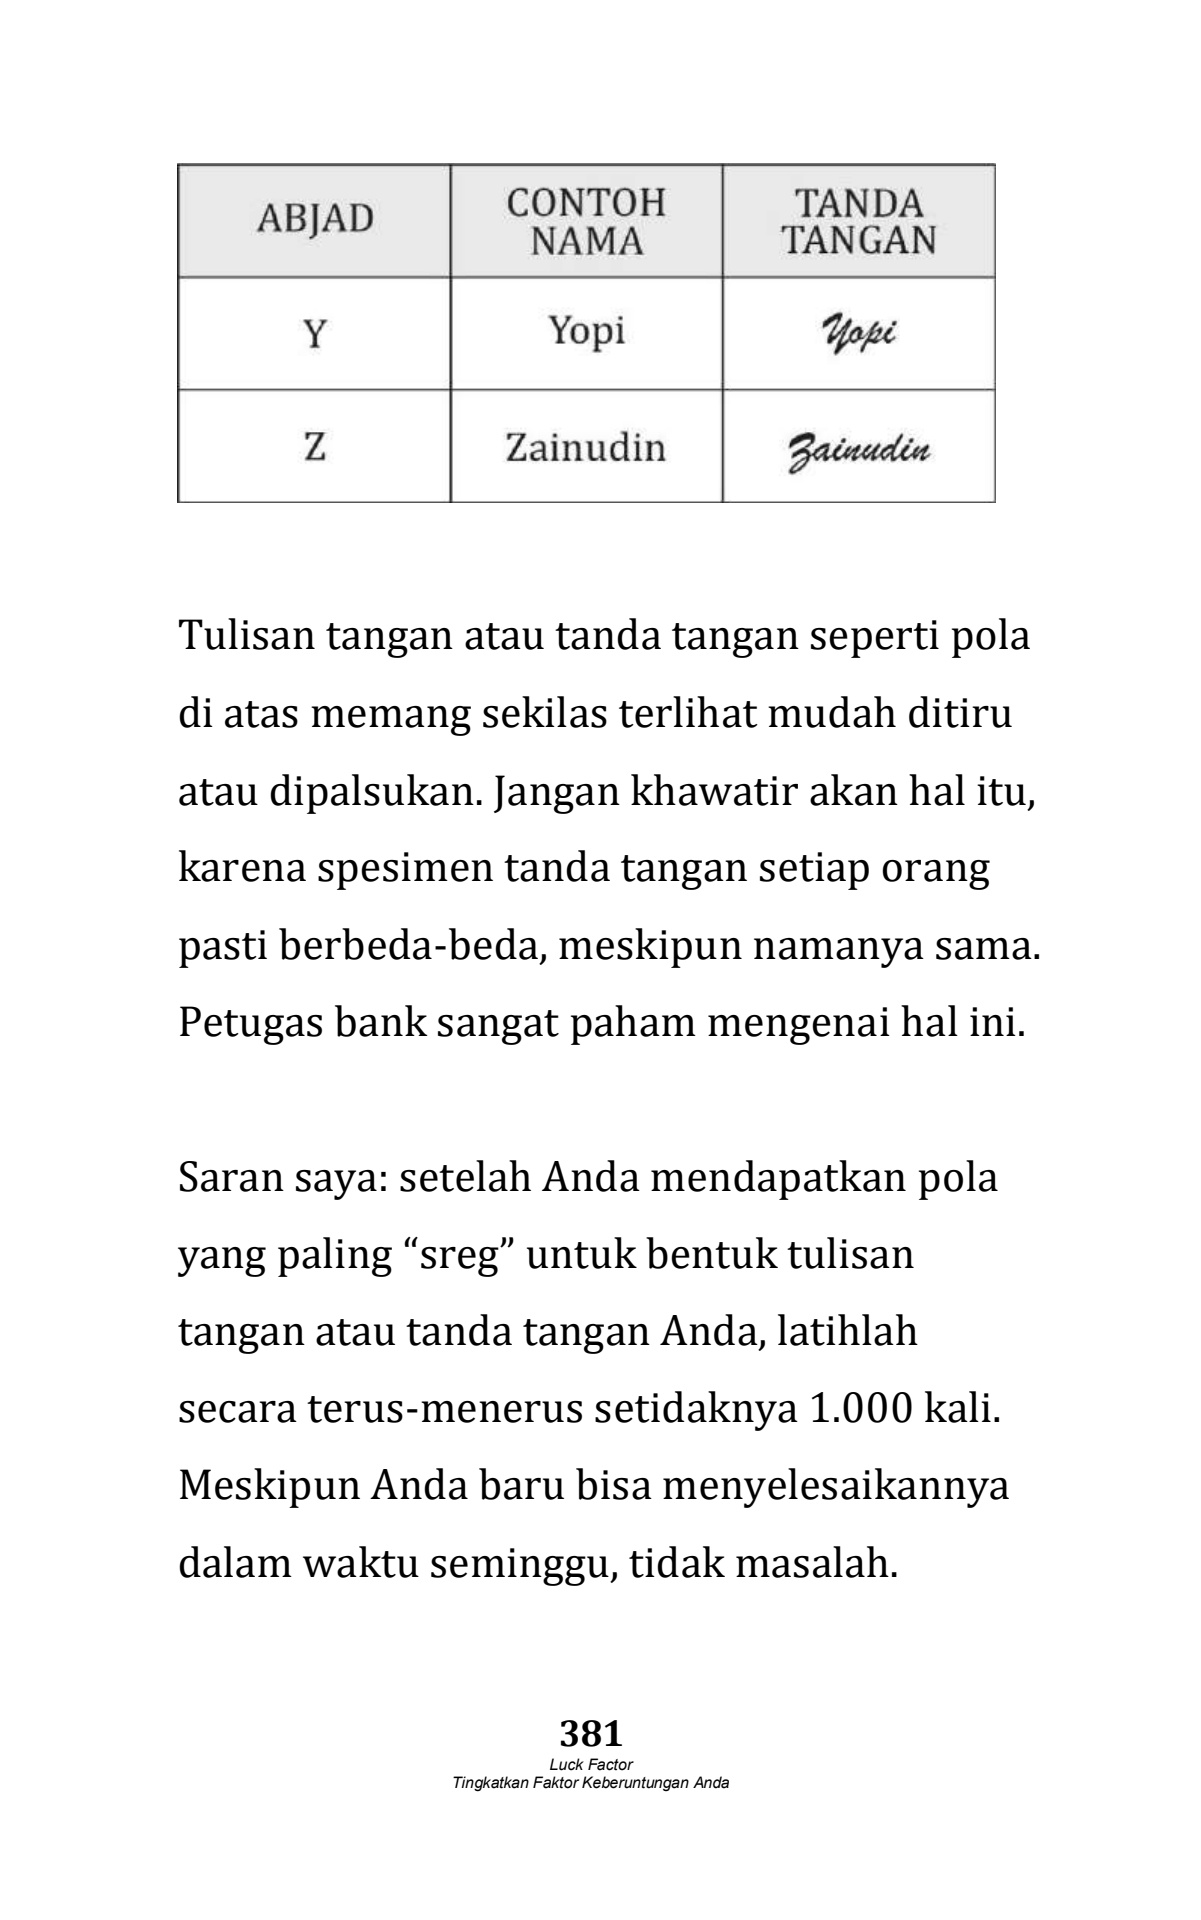 ABJAD
CONTOH
NAMA
TANDA
TANGAN
Y
Yopi
Yopi
Z
Zainudin
Zainudin
Tulisan tangan atau tanda tangan seperti pola
di atas memang sekilas terlihat mudah ditiru
atau dipalsukan. Jangan khawatir akan hal itu,
karena spesimen tanda tangan setiap orang
pasti berbeda-beda, meskipun namanya sama.
Petugas bank sangat paham mengenai hal ini.
Saran saya: setelah Anda mendapatkan pola
yang paling “sreg” untuk bentuk tulisan
tangan atau tanda tangan Anda, latihlah
secara terus-menerus setidaknya 1.000 kali.
Meskipun Anda baru bisa menyelesaikannya
dalam waktu seminggu, tidak masalah.
381
Luck Factor
Tingkatkan Faktor Keberuntungan Anda